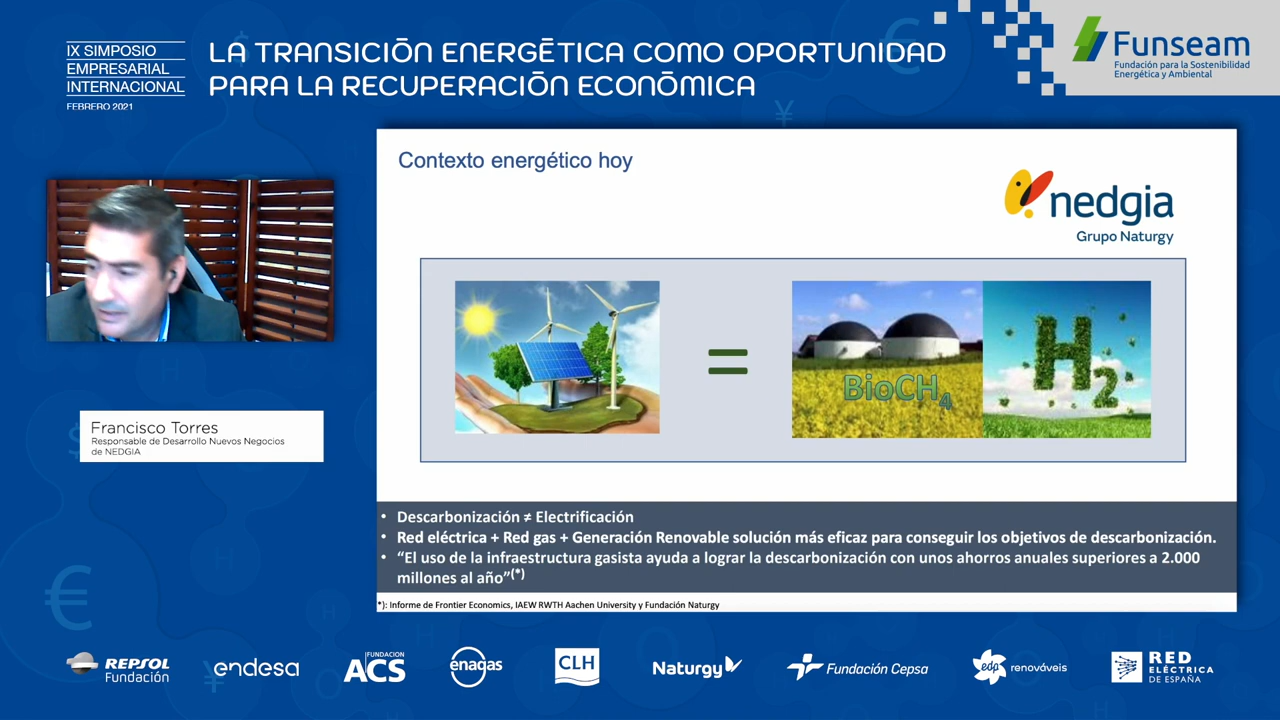 IX SIMPOSIO
EMPRESARIAL
INTERNACIONAL
FEBRERO 2021
LA TRANSICIÓN ENERGÉTICA COMO OPORTUNIDAD
PARA LA RECUPERACIÓN ECONÓMICA
Funseam
Fundación para la Sostenibilidad
Energética y Ambiental
Contexto energético hoy
nedgia
Grupo Naturgy
=
BioCH4
H2
Francisco Torres
Responsable de Desarrollo Nuevos Negocios
de NEDGIA
• Descarbonización ≠ Electrificación
• Red eléctrica + Red gas + Generación Renovable solución más eficaz para conseguir los objetivos de descarbonización.
• “El uso de la infraestructura gasista ayuda a lograr la descarbonización con unos ahorros anuales superiores a 2.000
millones al año”(*)
*): Informe de Frontier Economics, IAEW RWTH Aachen University y Fundación Naturgy
REPSOL
Fundación
endesa
FUNDACION
ACS
enagas
CLH
Naturgy
Fundación Cepsa
edp
renováveis
RED
ELÉCTRICA
DE ESPAÑA